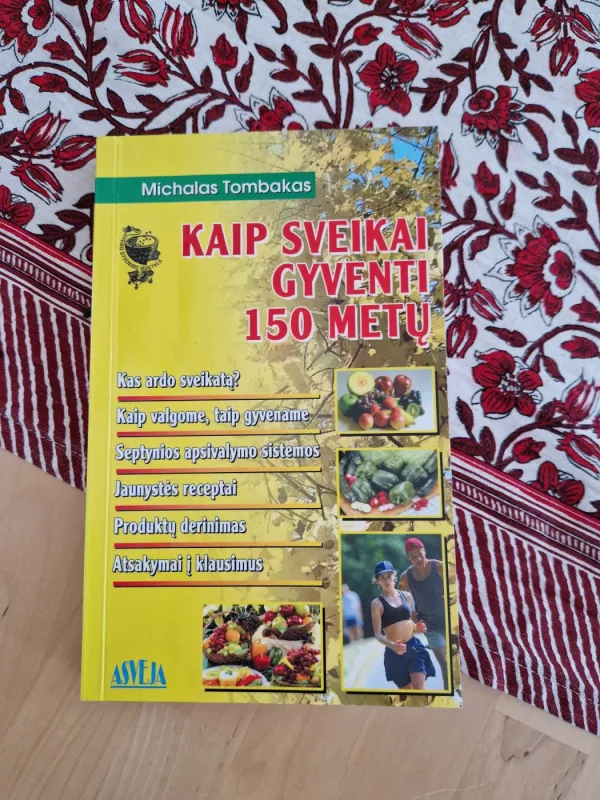 Michalas Tombakas
KAIP SVEIKAI
GYVENTI
150 METŲ
Kas ardo sveikatą?
Kaip valgome, taip gyvename
Septynios apsivalymo sistemos
Jaunystės receptai
Produktų derinimas
Atsakymai į klausimus
ASVEJA